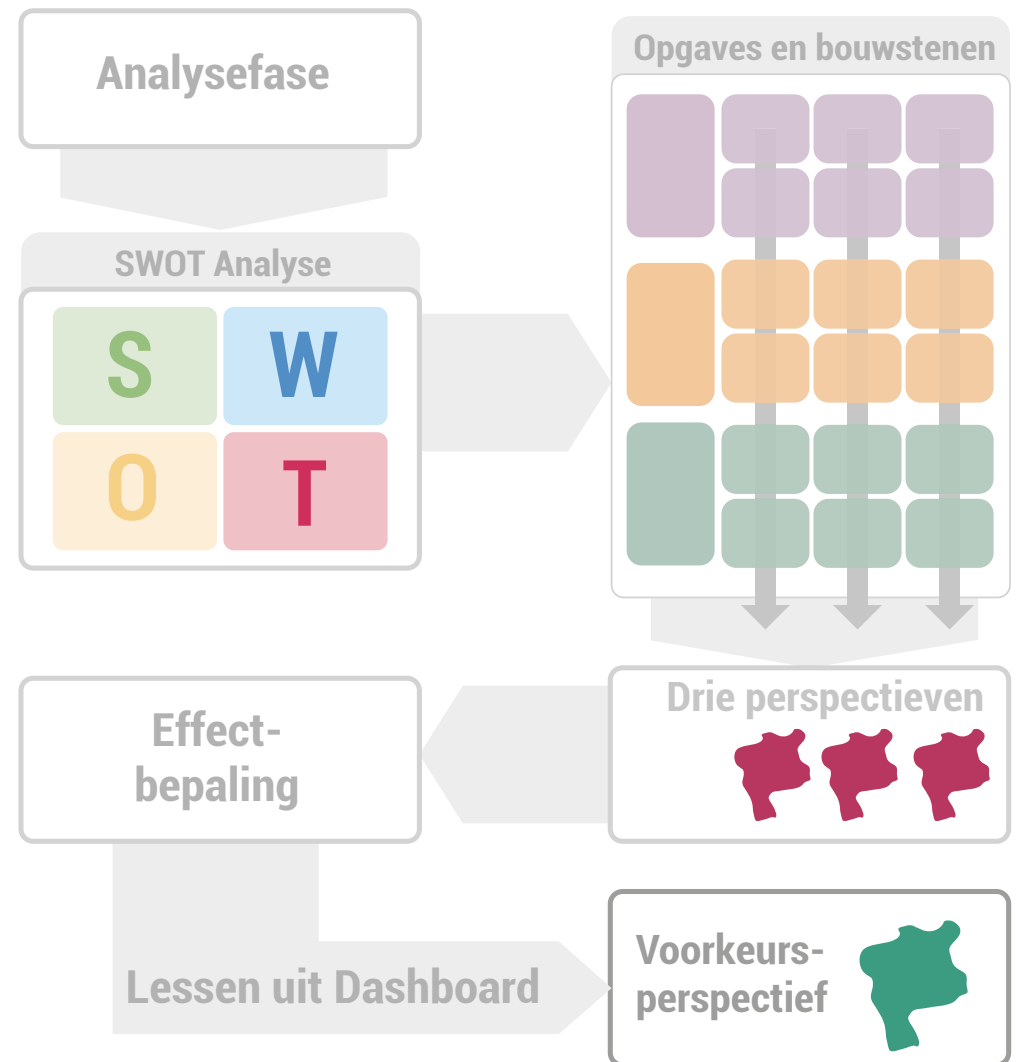 Analysefase
SWOT Analyse
S
W
O
T
Opgaves en bouwstenen
Drie perspectieven
Effect-
bepaling
Lessen uit Dashboard
Voorkeurs-
perspectief